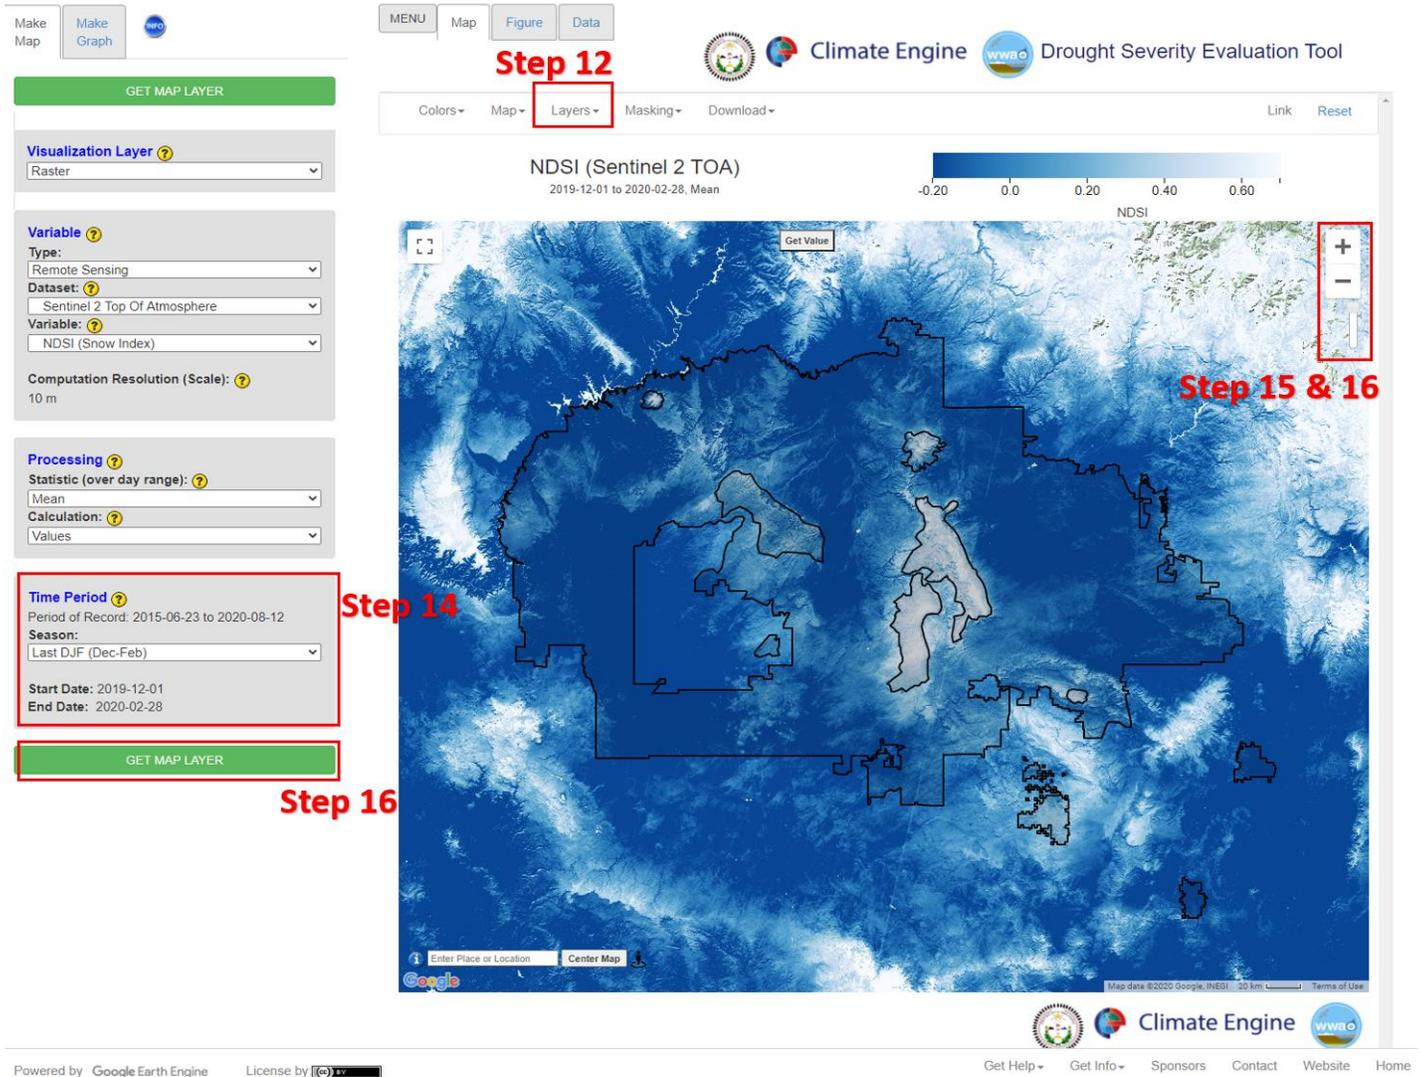 Make
Map
Make
Graph
INFO
MENU
Map
Figure
Data
Step 12
Climate Engine
wwao
Drought Severity Evaluation Tool
GET MAP LAYER
Colors
Map
Layers
Masking
Download
Link
Reset
Visualization Layer ?
Raster
NDSI (Sentinel 2 TOA)
2019-12-01 to 2020-02-28, Mean
-0.20 0.0 0.20 0.40 0.60
NDSI
Get Value
+
−
Step 15 & 16
Variable ?
Type:
Remote Sensing
Dataset: ?
Sentinel 2 Top Of Atmosphere
Variable: ?
NDSI (Snow Index)
Computation Resolution (Scale): ?
10 m
Processing ?
Statistic (over day range): ?
Mean
Calculation: ?
Values
Time Period ?
Period of Record: 2015-06-23 to 2020-08-12
Season:
Last DJF (Dec-Feb)
Start Date: 2019-12-01
End Date: 2020-02-28
Step 14
GET MAP LAYER
Step 16
Enter Place or Location
Center Map
Google
Map data ©2020 Google, INEGI 20 km Terms of Use
Climate Engine
wwao
Powered by Google Earth Engine
License by (cc) BY
Get Help
Get Info
Sponsors
Contact
Website
Home